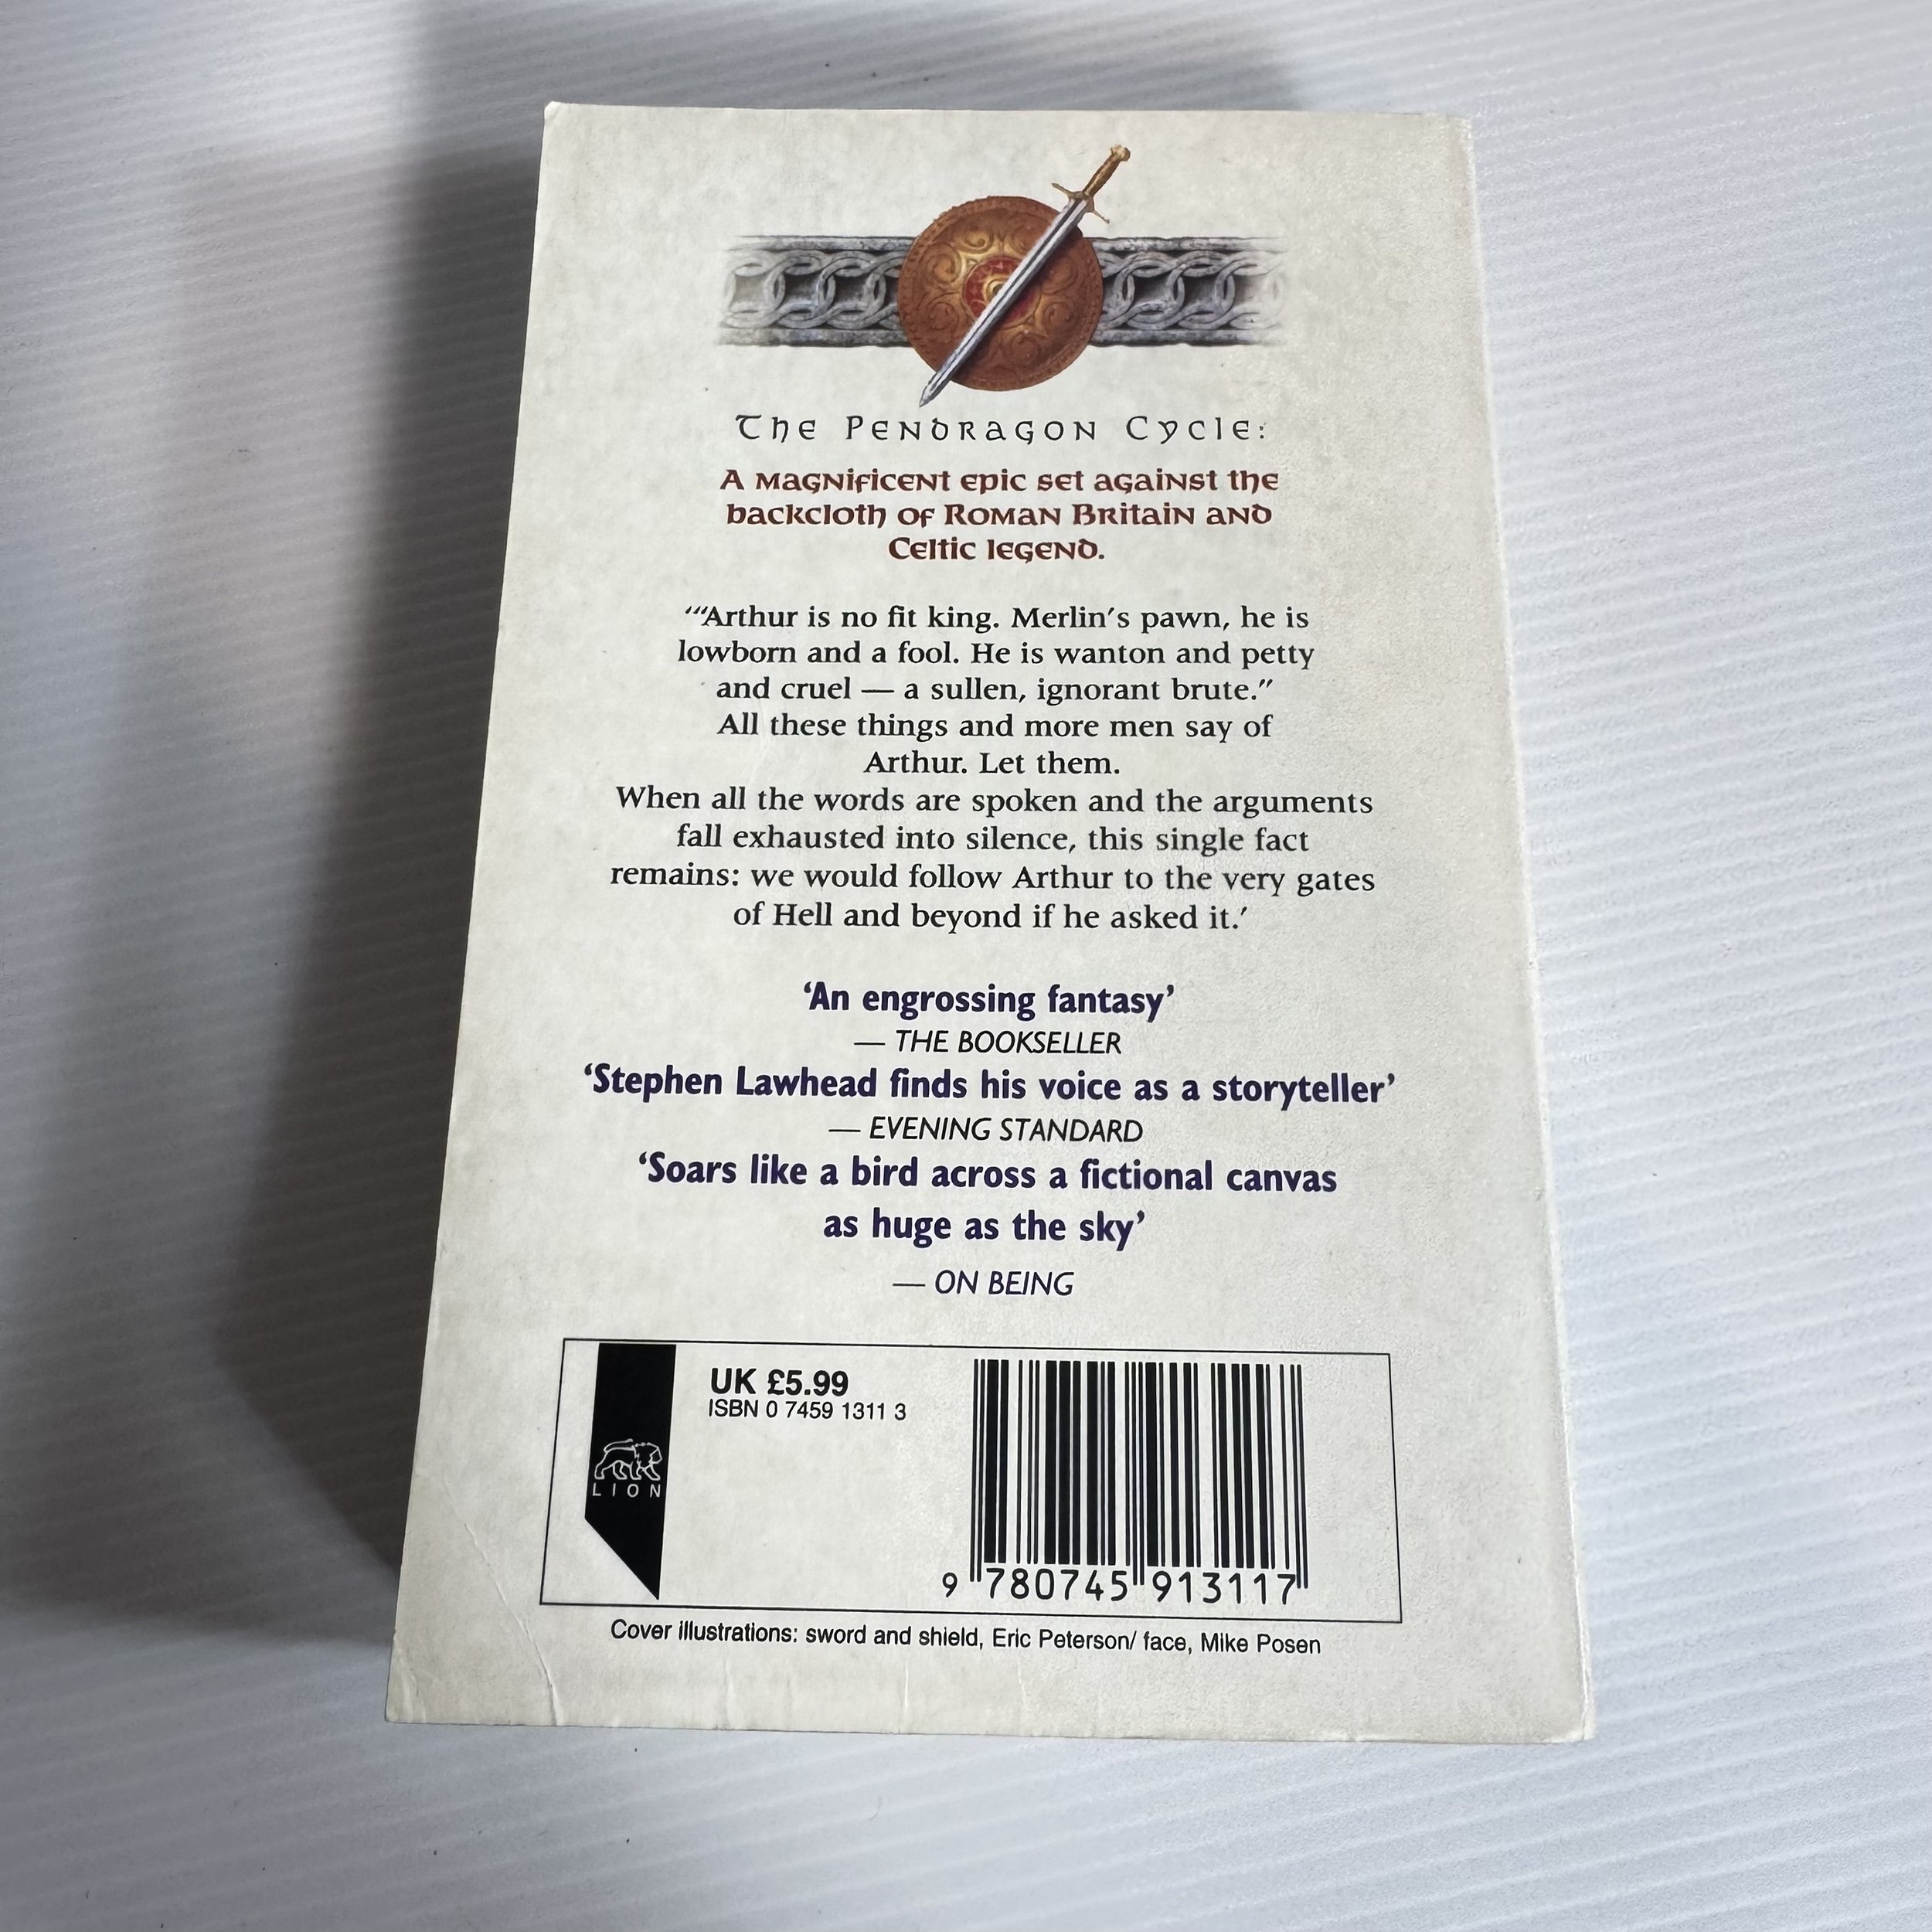 The Pendragon Cycle:
A magnificent epic set against the
backcloth of Roman Britain and
Celtic legend.
‘“Arthur is no fit king. Merlin’s pawn, he is
lowborn and a fool. He is wanton and petty
and cruel — a sullen, ignorant brute.”
All these things and more men say of
Arthur. Let them.
When all the words are spoken and the arguments
fall exhausted into silence, this single fact
remains: we would follow Arthur to the very gates
of Hell and beyond if he asked it.’
‘An engrossing fantasy’
— THE BOOKSELLER
‘Stephen Lawhead finds his voice as a storyteller’
— EVENING STANDARD
‘Soars like a bird across a fictional canvas
as huge as the sky’
— ON BEING
UK £5.99
ISBN 0 7459 1311 3
LION
9 780745 913117
Cover illustrations: sword and shield, Eric Peterson/ face, Mike Posen